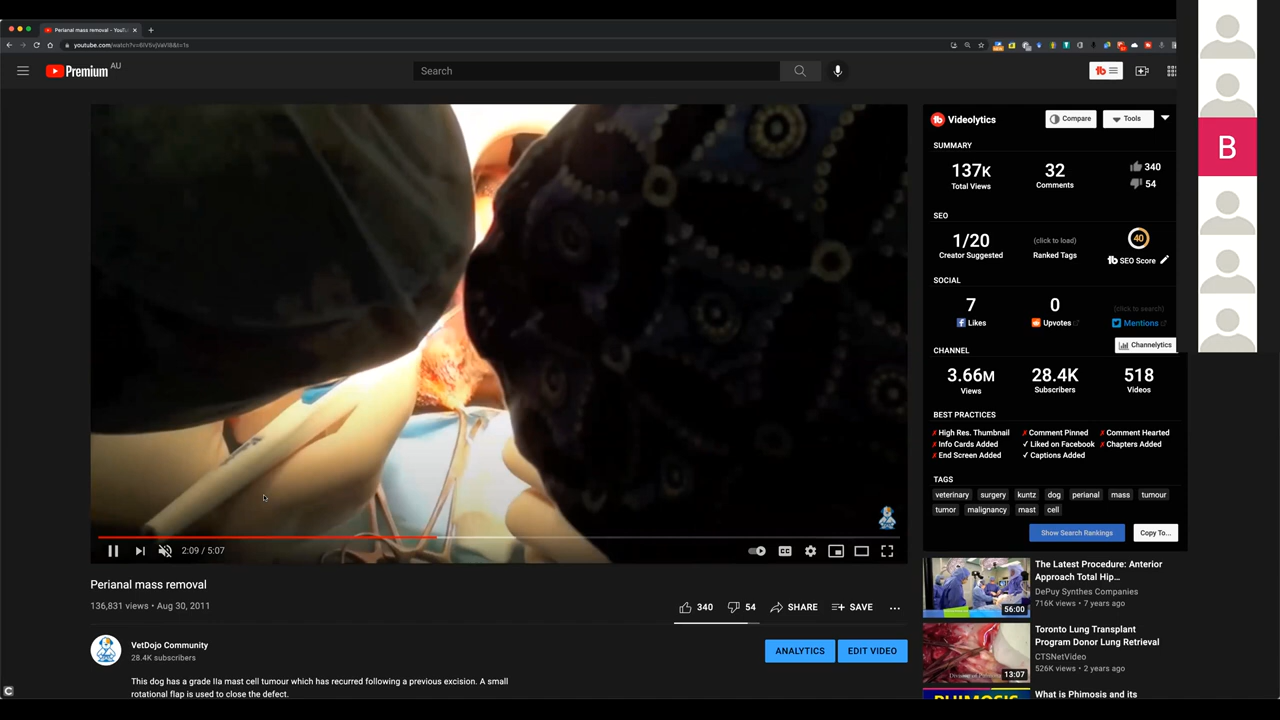 Perianal mass removal - YouTu
youtube.com/watch?v=
Premium AU
Search
Videolytics
Compare
Tools
SUMMARY
137K
Total Views
32
Comments
340
54
SEO
1/20
Creator Suggested
(click to load)
Ranked Tags
40
SEO Score
SOCIAL
7
Likes
0
Upvotes
(click to search)
Mentions
Channelytics
CHANNEL
3.66M
Views
28.4K
Subscribers
518
Videos
BEST PRACTICES
✗ High Res. Thumbnail ✗ Comment Pinned ✗ Comment Hearted
✗ Info Cards Added ✓ Liked on Facebook ✗ Chapters Added
✗ End Screen Added ✓ Captions Added
TAGS
veterinary surgery kuntz dog perianal mass tumour
tumor malignancy mast cell
Show Search Rankings
Copy To...
B
2:09 / 5:07
CC
Perianal mass removal
136,831 views • Aug 30, 2011
340
54
SHARE
SAVE
VetDojo Community
28.4K subscribers
ANALYTICS
EDIT VIDEO
This dog has a grade IIa mast cell tumour which has recurred following a previous excision. A small
rotational flap is used to close the defect.
The Latest Procedure: Anterior
Approach Total Hip...
DePuy Synthes Companies
716K views • 7 years ago
56:00
Toronto Lung Transplant
Program Donor Lung Retrieval
CTSNetVideo
526K views • 2 years ago
13:07
What is Phimosis and its
PHIMOSIS